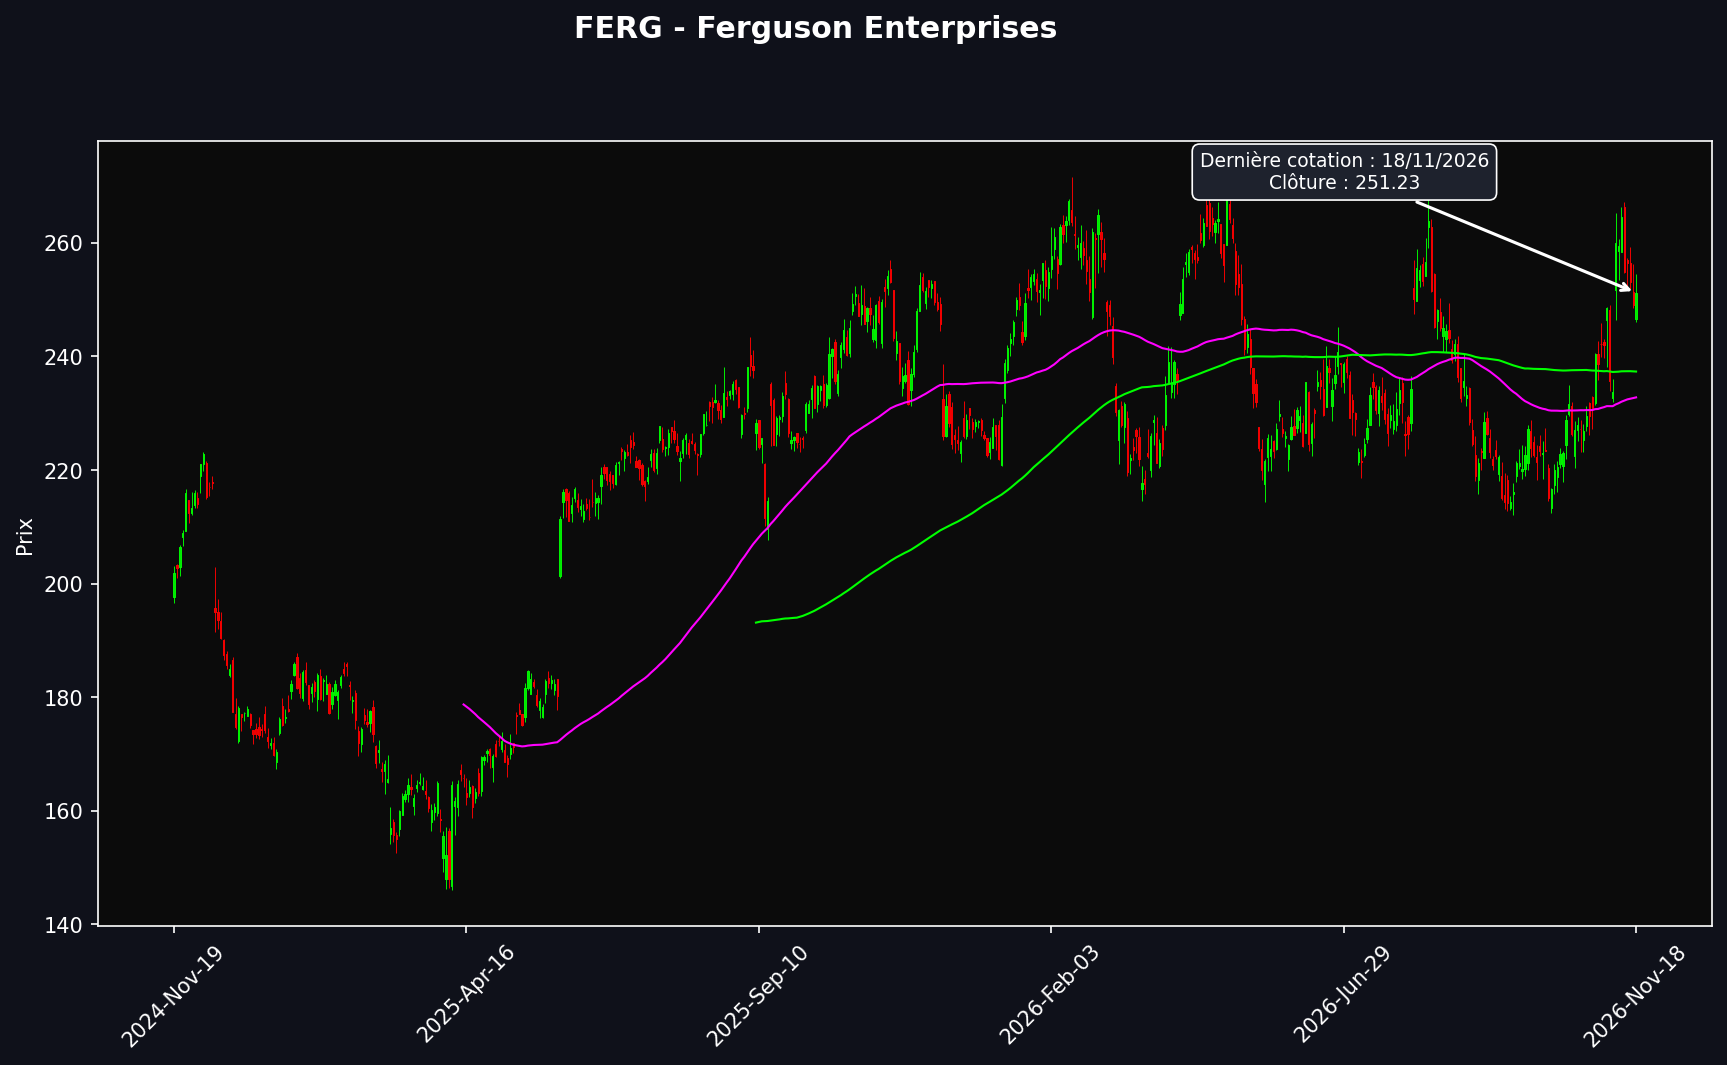 FERG - Ferguson Enterprises
Dernière cotation : 18/11/2026
Clôture : 251.23
Prix
260
240
220
200
180
160
140
2024-Nov-19
2025-Apr-16
2025-Sep-10
2026-Feb-03
2026-Jun-29
2026-Nov-18